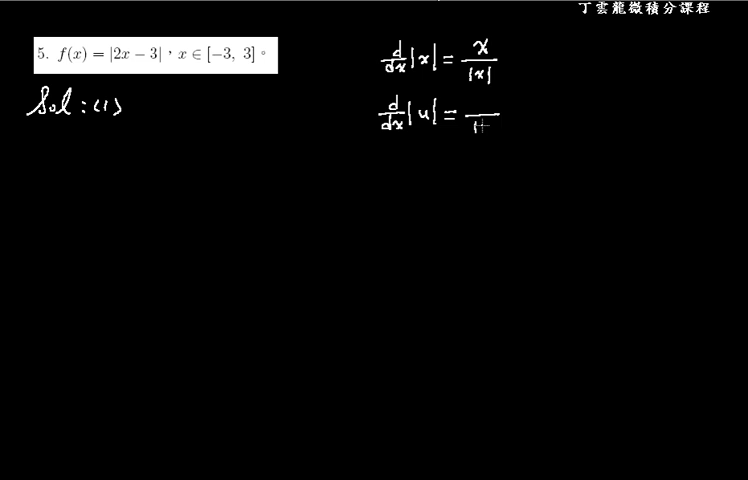 丁雲龍微積分課程
5. f(x) = |2x − 3|，x ∈ [−3, 3]。
d/dx |x| = x/|x|
Sol : (1)
d/dx |u| =